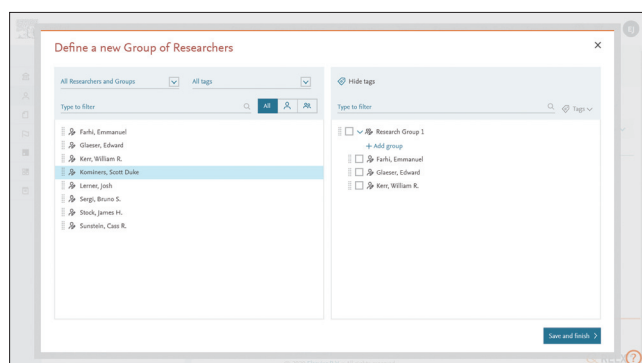 Define a new Group of Researchers
All Researchers and Groups
All tags
Type to filter
All
Farhi, Emmanuel
Glaeser, Edward
Kerr, William R.
Kominers, Scott Duke
Lerner, Josh
Sergi, Bruno S.
Stock, James H.
Sunstein, Cass R.
Hide tags
Type to filter
Tags
Research Group 1
+ Add group
Farhi, Emmanuel
Glaeser, Edward
Kerr, William R.
Save and finish